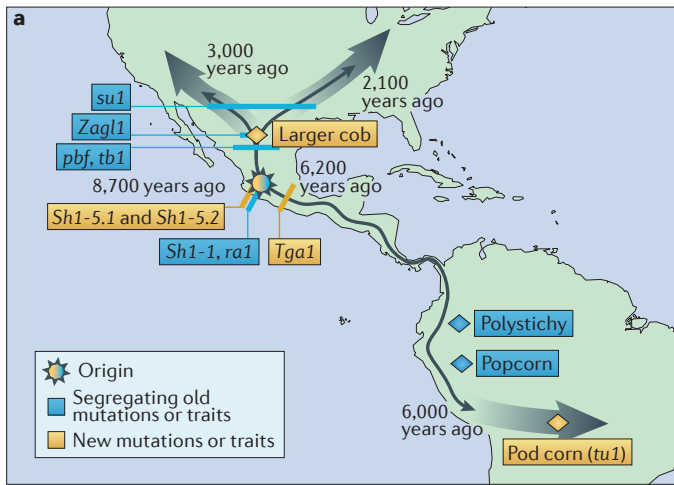 a
3,000
years ago
2,100
years ago
su1
Zagl1
Larger cob
pbf, tb1
6,200
years ago
8,700 years ago
Sh1-5.1 and Sh1-5.2
Sh1-1, ra1
Tga1
Polystichy
Popcorn
6,000
years ago
Pod corn (tu1)
Origin
Segregating old
mutations or traits
New mutations or traits